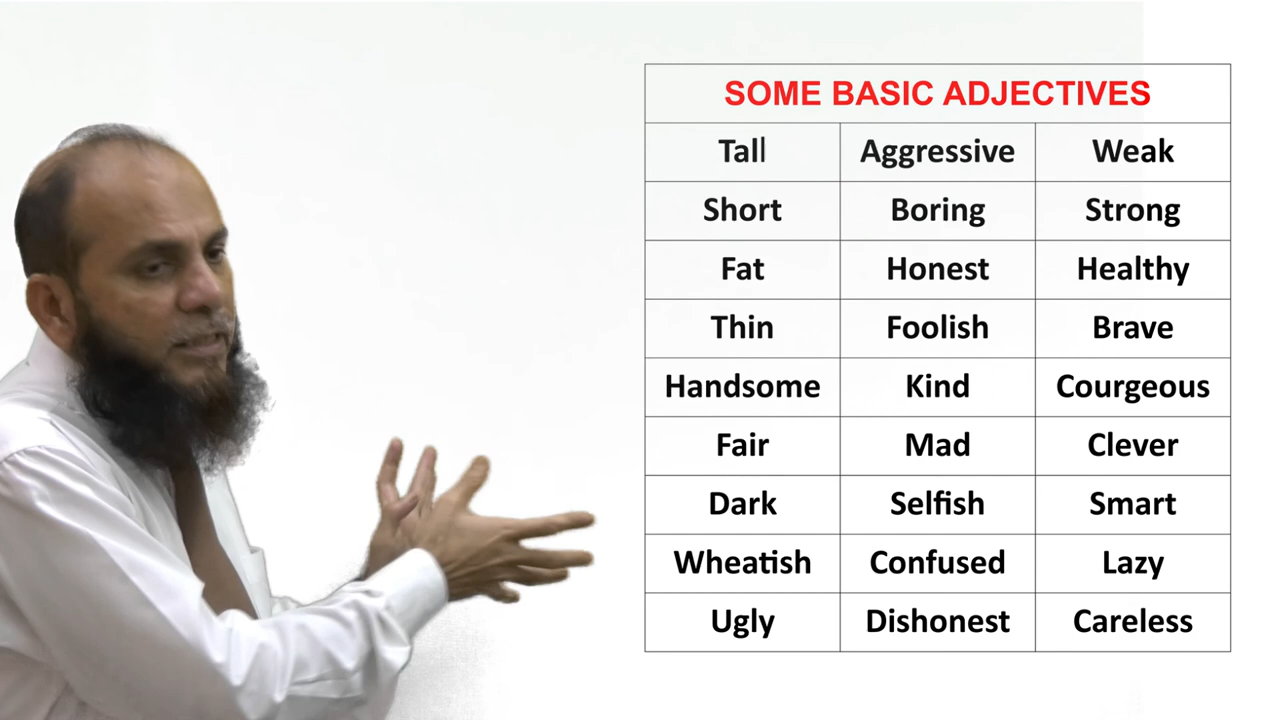 SOME BASIC ADJECTIVES
Tall Aggressive Weak
Short Boring Strong
Fat Honest Healthy
Thin Foolish Brave
Handsome Kind Courgeous
Fair Mad Clever
Dark Selfish Smart
Wheatish Confused Lazy
Ugly Dishonest Careless